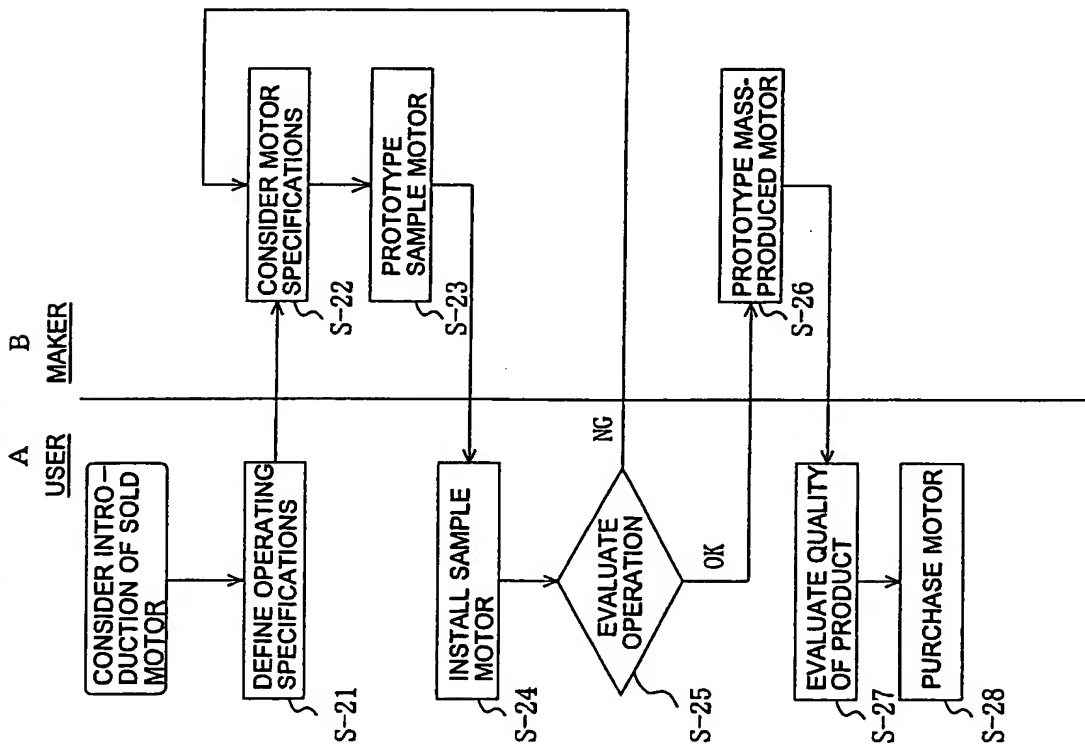 A
USER
B
MAKER
CONSIDER INTRO-
DUCTION OF SOLD
MOTOR
DEFINE OPERATING
SPECIFICATIONS
S-21
CONSIDER MOTOR
SPECIFICATIONS
S-22
PROTOTYPE
SAMPLE MOTOR
S-23
INSTALL SAMPLE
MOTOR
S-24
EVALUATE
OPERATION
S-25
NG
OK
PROTOTYPE MASS-
PRODUCED MOTOR
S-26
EVALUATE QUALITY
OF PRODUCT
S-27
PURCHASE MOTOR
S-28